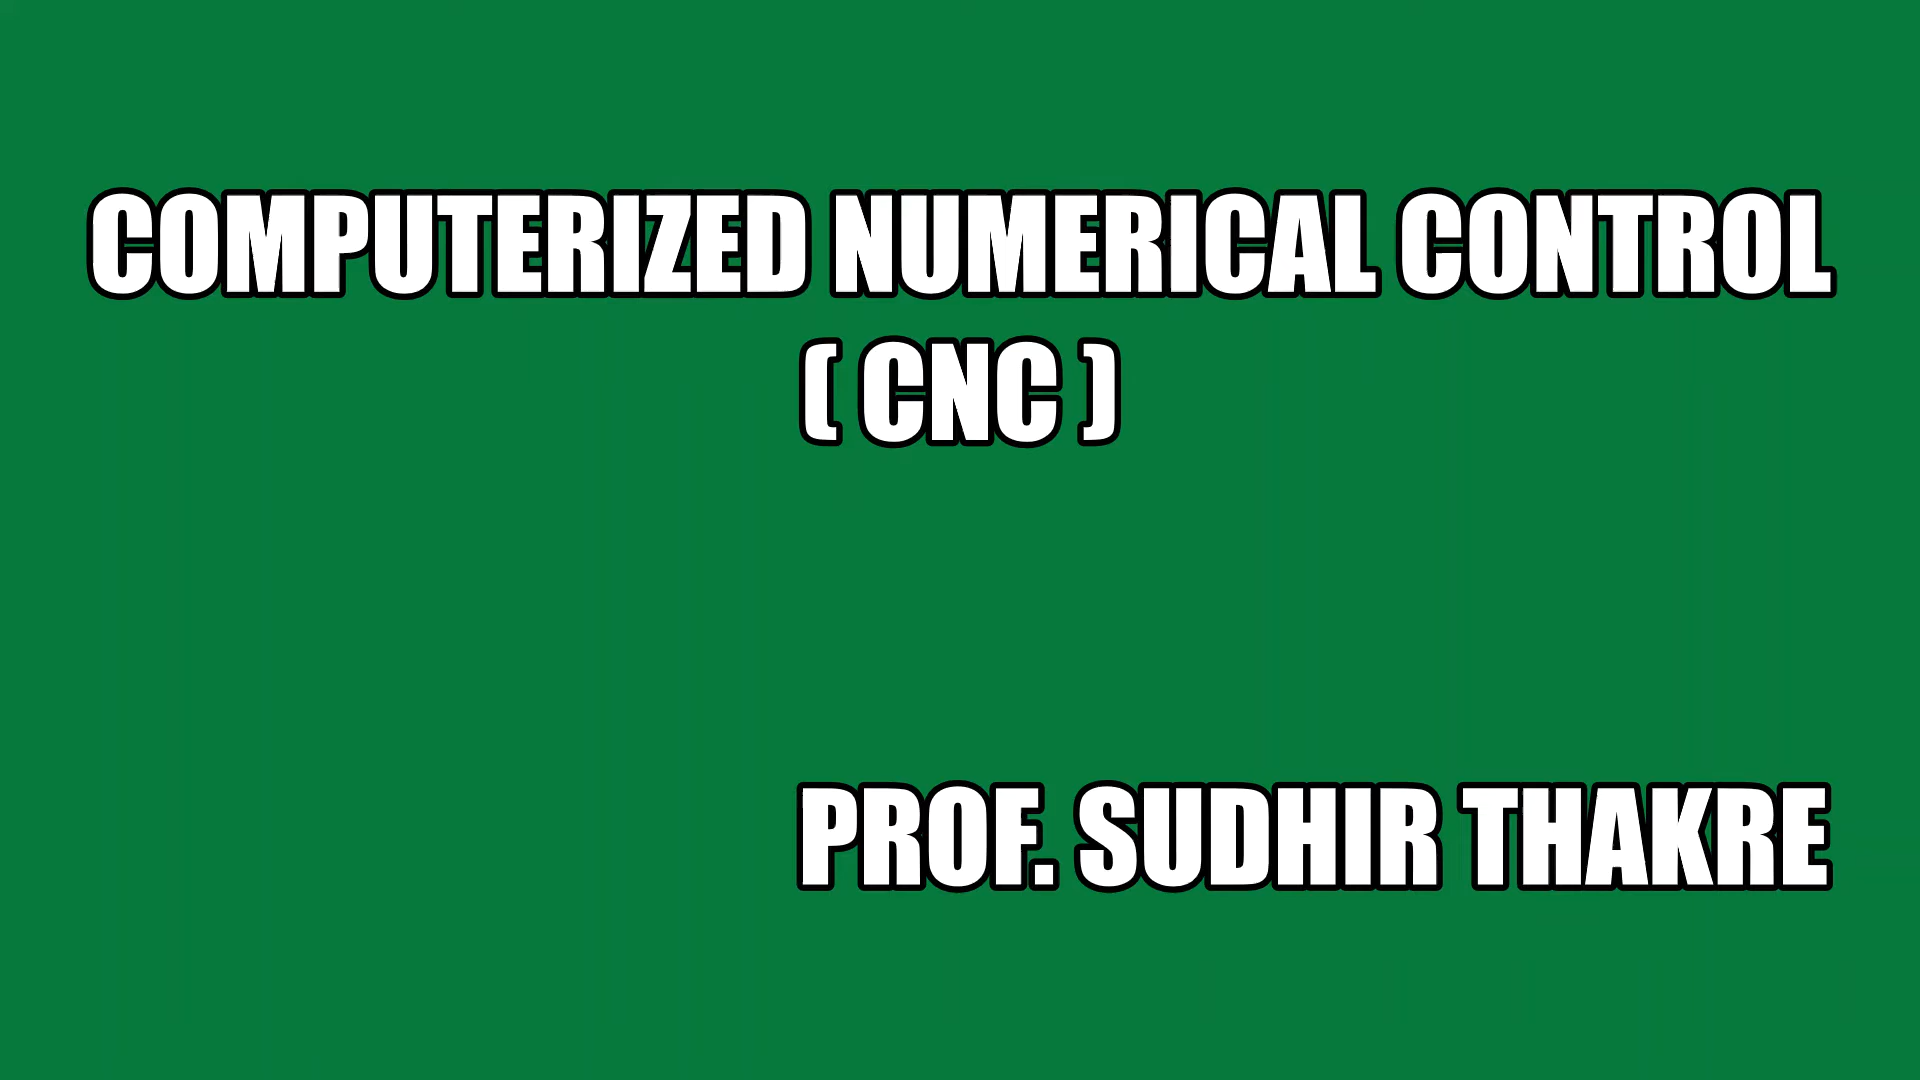 COMPUTERIZED NUMERICAL CONTROL
( CNC )
PROF. SUDHIR THAKRE